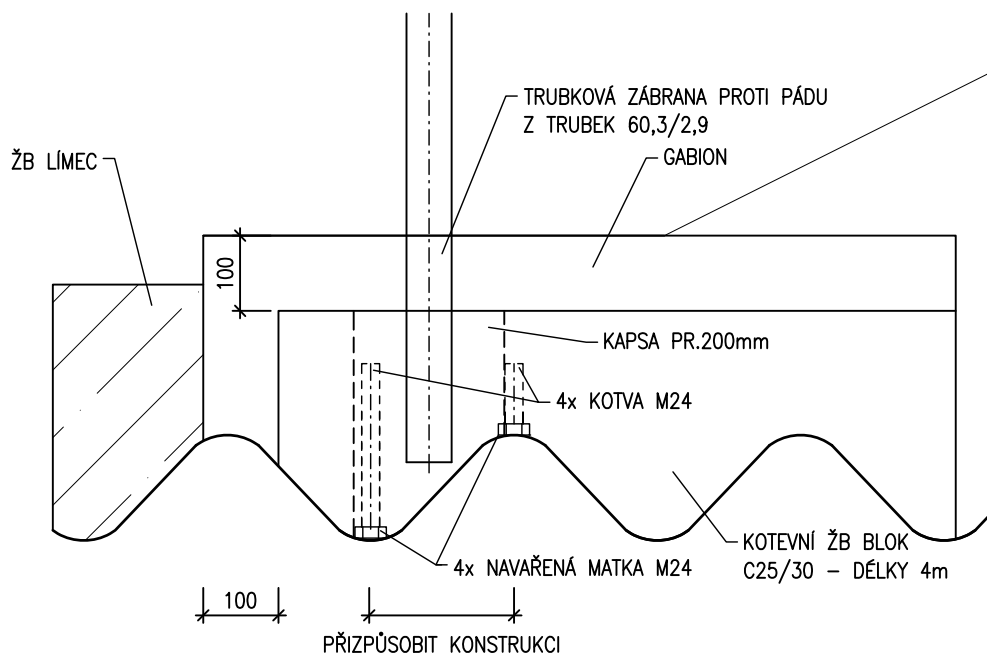 TRUBKOVÁ ZÁBRANA PROTI PÁDU
Z TRUBEK 60,3/2,9
ŽB LÍMEC
GABION
100
KAPSA PR.200mm
4x KOTVA M24
KOTEVNÍ ŽB BLOK
C25/30 – DÉLKY 4m
4x NAVAŘENÁ MATKA M24
100
PŘIZPŮSOBIT KONSTRUKCI